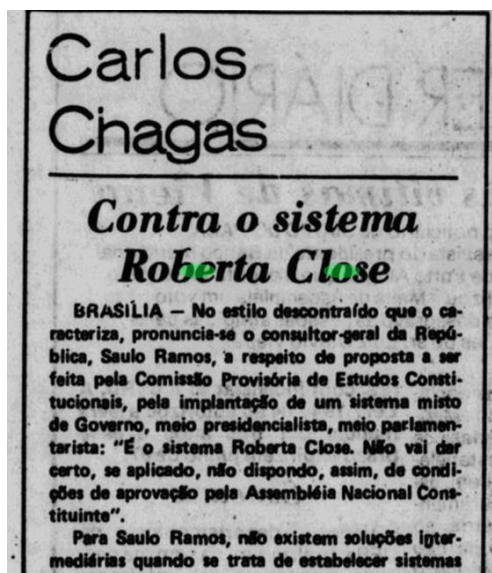 Carlos
Chagas
Contra o sistema
Roberta Close
BRASÍLIA — No estilo descontraído que o ca-
racteriza, pronuncia-se o consultor-geral da Repú-
blica, Saulo Ramos, a respeito de proposta a ser
feita pela Comissão Provisória de Estudos Consti-
tucionais, pela implantação de um sistema misto
de Governo, meio presidencialista, meio parlamen-
tarista: "É o sistema Roberta Close. Não vai dar
certo, se aplicado, não dispondo, assim, de condi-
ções de aprovação pela Assembléia Nacional Cons-
tituinte".
Para Saulo Ramos, não existem soluções inter-
mediárias quando se trata de estabelecer sistemas